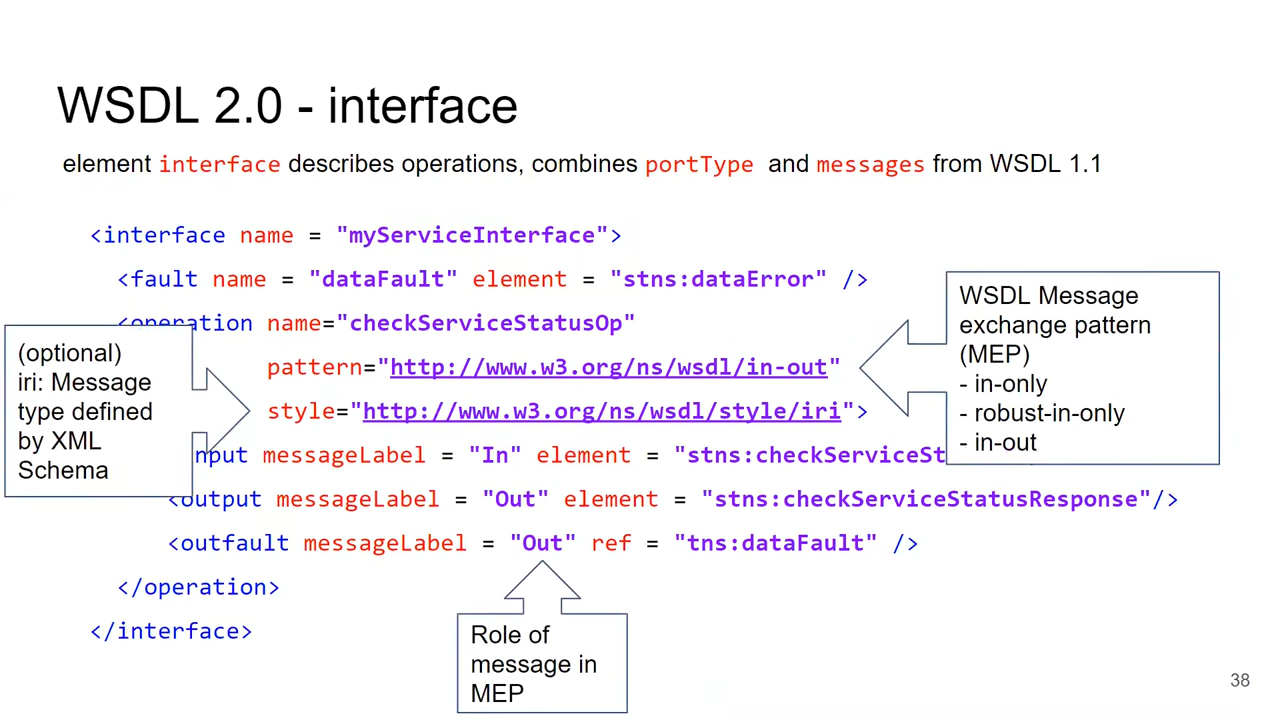 WSDL 2.0 - interface
element interface describes operations, combines portType and messages from WSDL 1.1
<interface name = "myServiceInterface">
<fault name = "dataFault" element = "stns:dataError" />
<operation name="checkServiceStatusOp"
pattern="http://www.w3.org/ns/wsdl/in-out"
style="http://www.w3.org/ns/wsdl/style/iri">
nput messageLabel = "In" element = "stns:checkServiceSt
<output messageLabel = "Out" element = "stns:checkServiceStatusResponse"/>
<outfault messageLabel = "Out" ref = "tns:dataFault" />
</operation>
</interface>
(optional)
iri: Message
type defined
by XML
Schema
WSDL Message
exchange pattern
(MEP)
- in-only
- robust-in-only
- in-out
Role of
message in
MEP
38